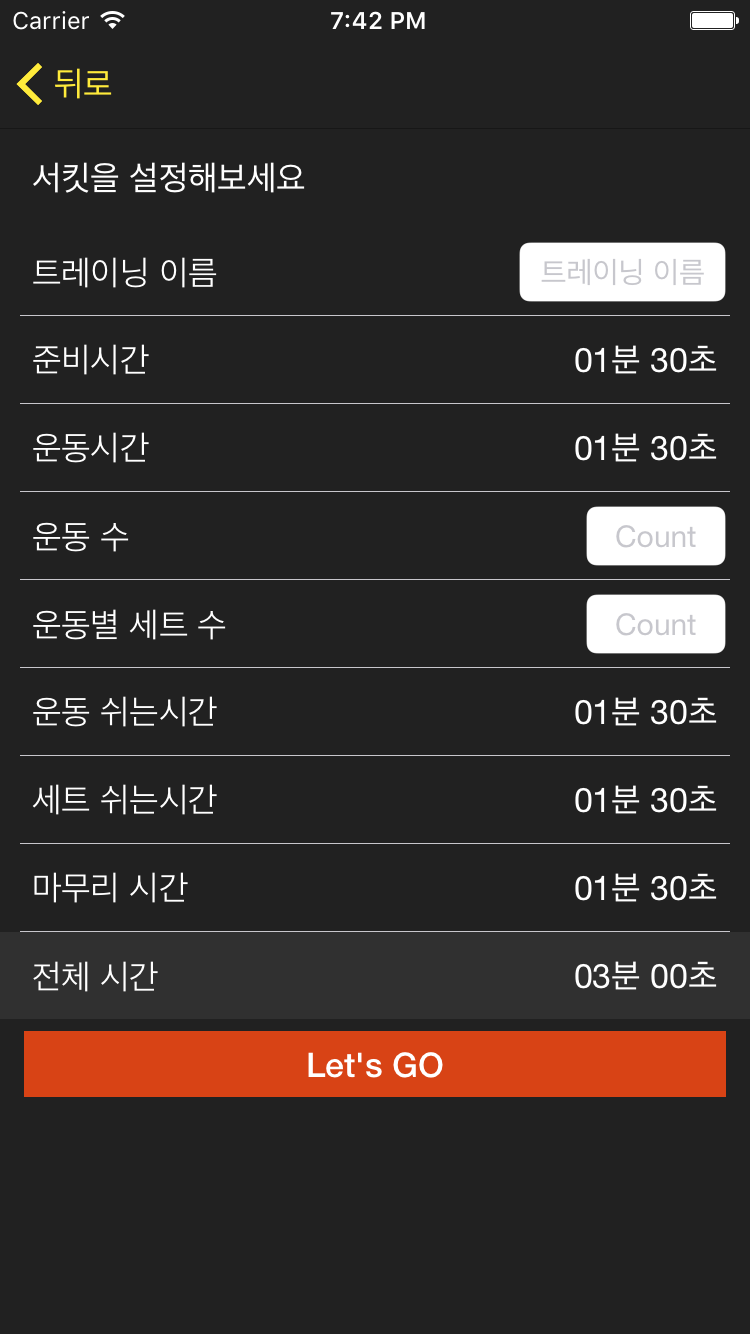 Carrier 7:42 PM
뒤로
서킷을 설정해보세요
트레이닝 이름 트레이닝 이름
준비시간 01분 30초
운동시간 01분 30초
운동 수 Count
운동별 세트 수 Count
운동 쉬는시간 01분 30초
세트 쉬는시간 01분 30초
마무리 시간 01분 30초
전체 시간 03분 00초
Let's GO